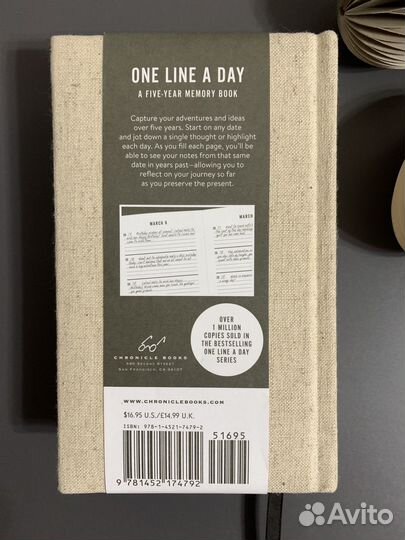 ONE LINE A DAY
A FIVE-YEAR MEMORY BOOK
Capture your adventures and ideas
over five years. Start on any date
and jot down a single thought or highlight
each day. As you fill each page, you'll be
able to see your notes from that same
date in years past—allowing you to
reflect on your journey so far
as you preserve the present.
MARCH 8
MARCH
CHRONICLE BOOKS
680 SECOND STREET
SAN FRANCISCO, CA 94107
OVER
1 MILLION
COPIES SOLD IN
THE BESTSELLING
ONE LINE A DAY
SERIES
WWW.CHRONICLEBOOKS.COM
$16.95 U.S./£14.99 U.K.
ISBN: 978-1-4521-7479-2
51695
9 781452 174792
Avito